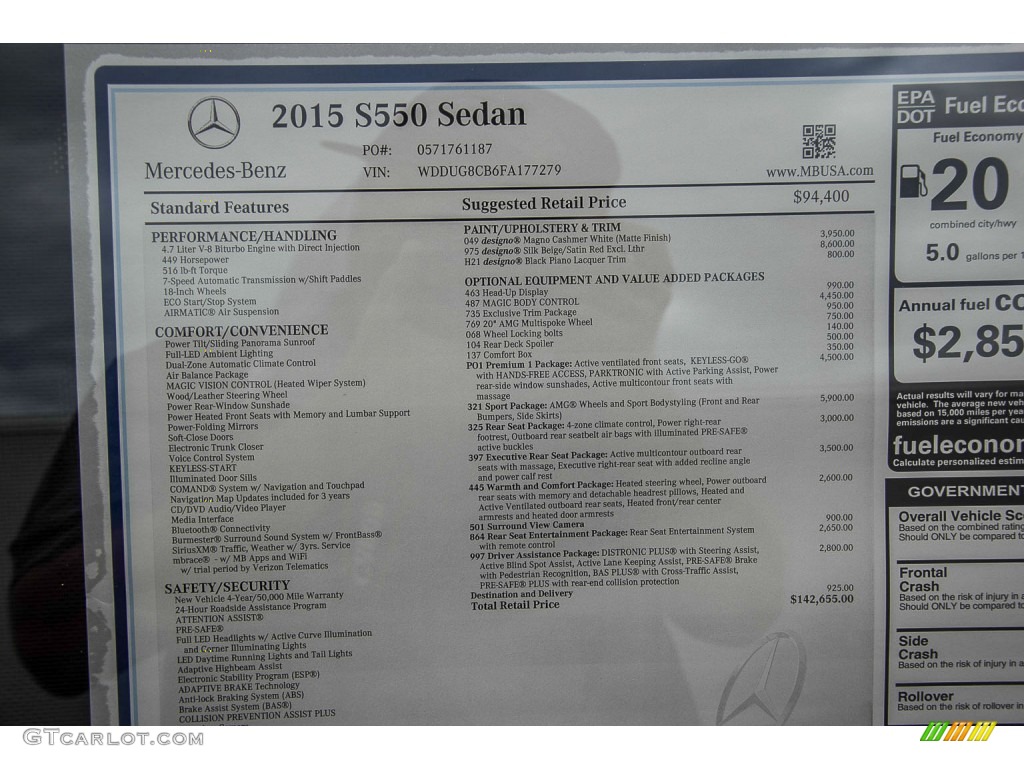 2015 S550 Sedan
PO#: 0571761187
VIN: WDDUG8CB6FA177279
Mercedes-Benz
www.MBUSA.com
Standard Features
PERFORMANCE/HANDLING
4.7 Liter V-8 Biturbo Engine with Direct Injection
449 Horsepower
516 lb-ft Torque
7-Speed Automatic Transmission w/Shift Paddles
18-Inch Wheels
ECO Start/Stop System
AIRMATIC® Air Suspension
COMFORT/CONVENIENCE
Power Tilt/Sliding Panorama Sunroof
Full-LED Ambient Lighting
Dual-Zone Automatic Climate Control
Air Balance Package
MAGIC VISION CONTROL (Heated Wiper System)
Wood/Leather Steering Wheel
Power Rear-Window Sunshade
Power Heated Front Seats with Memory and Lumbar Support
Power-Folding Mirrors
Soft-Close Doors
Electronic Trunk Closer
Voice Control System
KEYLESS-START
Illuminated Door Sills
COMAND® System w/ Navigation and Touchpad
Navigation Map Updates included for 3 years
CD/DVD Audio/Video Player
Media Interface
Bluetooth® Connectivity
Burmester® Surround Sound System w/ FrontBass®
SiriusXM® Traffic, Weather w/ 3yrs. Service
mbrace® - w/ MB Apps and WiFi
w/ trial period by Verizon Telematics
SAFETY/SECURITY
New Vehicle 4-Year/50,000 Mile Warranty
24-Hour Roadside Assistance Program
ATTENTION ASSIST®
PRE-SAFE®
Full LED Headlights w/ Active Curve Illumination
and Corner Illuminating Lights
LED Daytime Running Lights and Tail Lights
Adaptive Highbeam Assist
Electronic Stability Program (ESP®)
ADAPTIVE BRAKE Technology
Anti-lock Braking System (ABS)
Brake Assist System (BAS®)
COLLISION PREVENTION ASSIST PLUS
Suggested Retail Price $94,400
PAINT/UPHOLSTERY & TRIM
049 designo® Magno Cashmer White (Matte Finish) 3,950.00
975 designo® Silk Beige/Satin Red Excl. Lthr 8,600.00
H21 designo® Black Piano Lacquer Trim 800.00
OPTIONAL EQUIPMENT AND VALUE ADDED PACKAGES
463 Head-Up Display 990.00
487 MAGIC BODY CONTROL 4,450.00
735 Exclusive Trim Package 950.00
769 20" AMG Multispoke Wheel 750.00
068 Wheel Locking bolts 140.00
104 Rear Deck Spoiler 500.00
137 Comfort Box 350.00
PO1 Premium 1 Package: Active ventilated front seats, KEYLESS-GO® 4,500.00
with HANDS-FREE ACCESS, PARKTRONIC with Active Parking Assist, Power
rear-side window sunshades, Active multicontour front seats with
massage
321 Sport Package: AMG® Wheels and Sport Bodystyling (Front and Rear 5,900.00
Bumpers, Side Skirts)
325 Rear Seat Package: 4-zone climate control, Power right-rear 3,000.00
footrest, Outboard rear seatbelt air bags with illuminated PRE-SAFE®
active buckles
397 Executive Rear Seat Package: Active multicontour outboard rear 3,500.00
seats with massage, Executive right-rear seat with added recline angle
and power calf rest
445 Warmth and Comfort Package: Heated steering wheel, Power outboard 2,600.00
rear seats with memory and detachable headrest pillows, Heated and
Active Ventilated outboard rear seats, Heated front/rear center
armrests and heated door armrests
501 Surround View Camera 900.00
864 Rear Seat Entertainment Package: Rear Seat Entertainment System 2,650.00
with remote control
997 Driver Assistance Package: DISTRONIC PLUS® with Steering Assist, 2,800.00
Active Blind Spot Assist, Active Lane Keeping Assist, PRE-SAFE® Brake
with Pedestrian Recognition, BAS PLUS® with Cross-Traffic Assist,
PRE-SAFE® PLUS with rear-end collision protection
Destination and Delivery 925.00
Total Retail Price $142,655.00
EPA
DOT
Fuel Eco
Fuel Economy
20
combined city/hwy
5.0 gallons per 1
Annual fuel CO
$2,85
Actual results will vary for ma
vehicle. The average new veh
based on 15,000 miles per yea
emissions are a significant cau
fueleconom
Calculate personalized estim
GOVERNMENT
Overall Vehicle Sc
Based on the combined rating
Should ONLY be compared to
Frontal
Crash
Based on the risk of injury in a
Should ONLY be compared to
Side
Crash
Based on the risk of injury in a
Rollover
Based on the risk of rollover in
GTCARLOT.COM